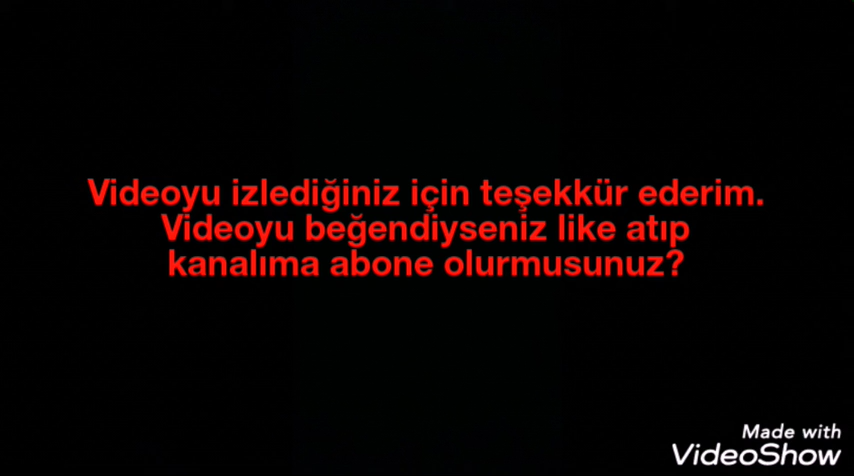 Videoyu izlediğiniz için teşekkür ederim.
Videoyu beğendiyseniz like atıp
kanalıma abone olurmusunuz?
Made with
VideoShow